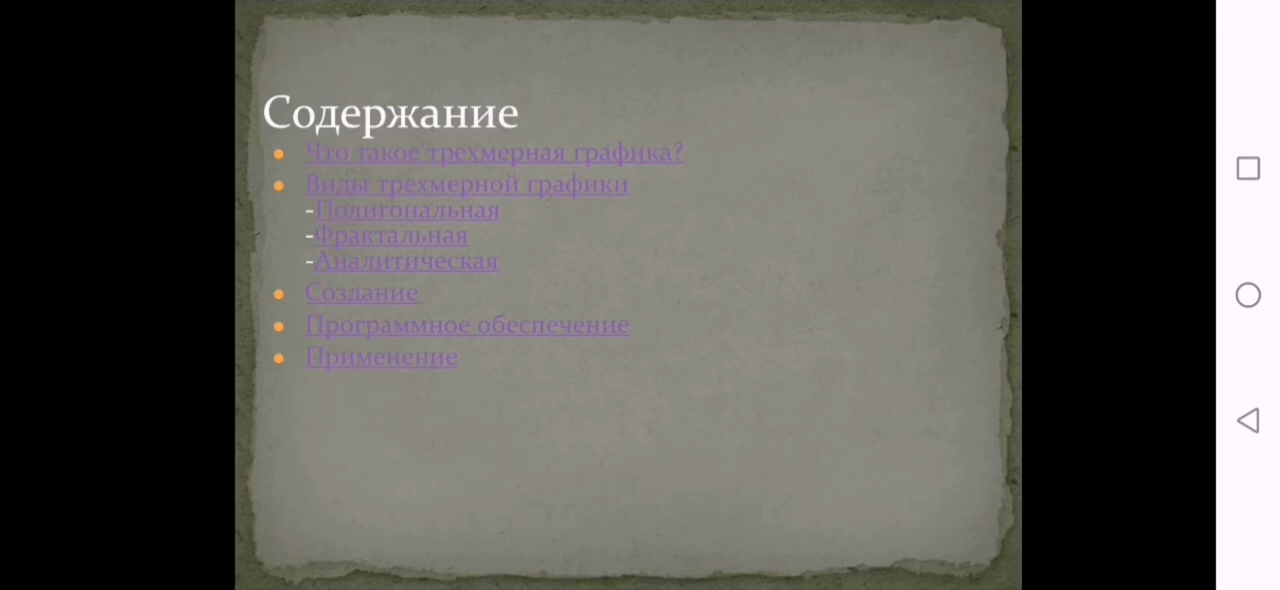 Содержание
Что такое трехмерная графика?
Виды трехмерной графики
-Полигональная
-Фрактальная
-Аналитическая
Создание
Программное обеспечение
Применение